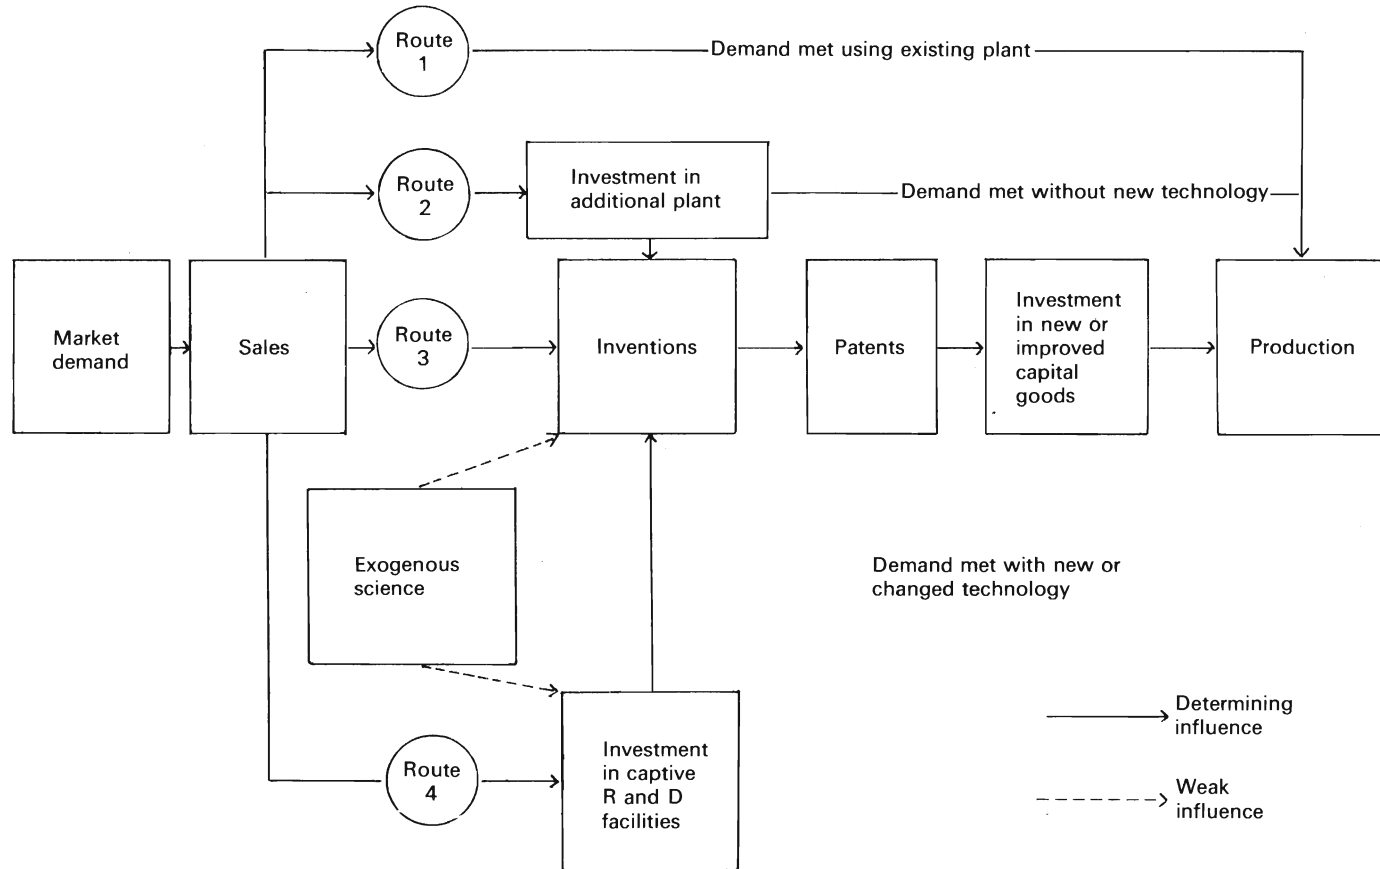 Route
1
Demand met using existing plant
Route
2
Investment in
additional plant
Demand met without new technology
Market
demand
Sales
Route
3
Inventions
Patents
Investment
in new or
improved
capital
goods
Production
Exogenous
science
Demand met with new or
changed technology
Route
4
Investment
in captive
R and D
facilities
Determining
influence
Weak
influence